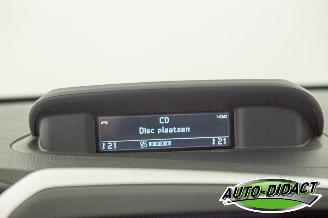 CD
Disc plaatsen
21 21
AUTO-DIDACT